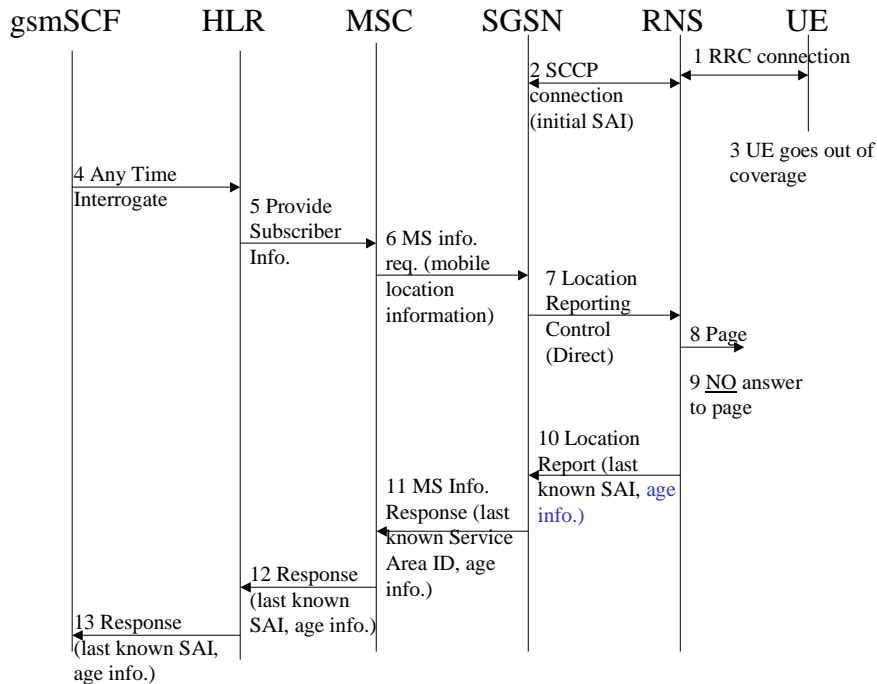 gsmSCF HLR MSC SGSN RNS UE
1 RRC connection
2 SCCP
connection
(initial SAI)
3 UE goes out of
coverage
4 Any Time
Interrogate
5 Provide
Subscriber
Info.
6 MS info.
req. (mobile
location
information)
7 Location
Reporting
Control
(Direct)
8 Page
9 NO answer
to page
10 Location
Report (last
known SAI, age
info.)
11 MS Info.
Response (last
known Service
Area ID, age
info.)
12 Response
(last known
SAI, age info.)
13 Response
(last known SAI,
age info.)